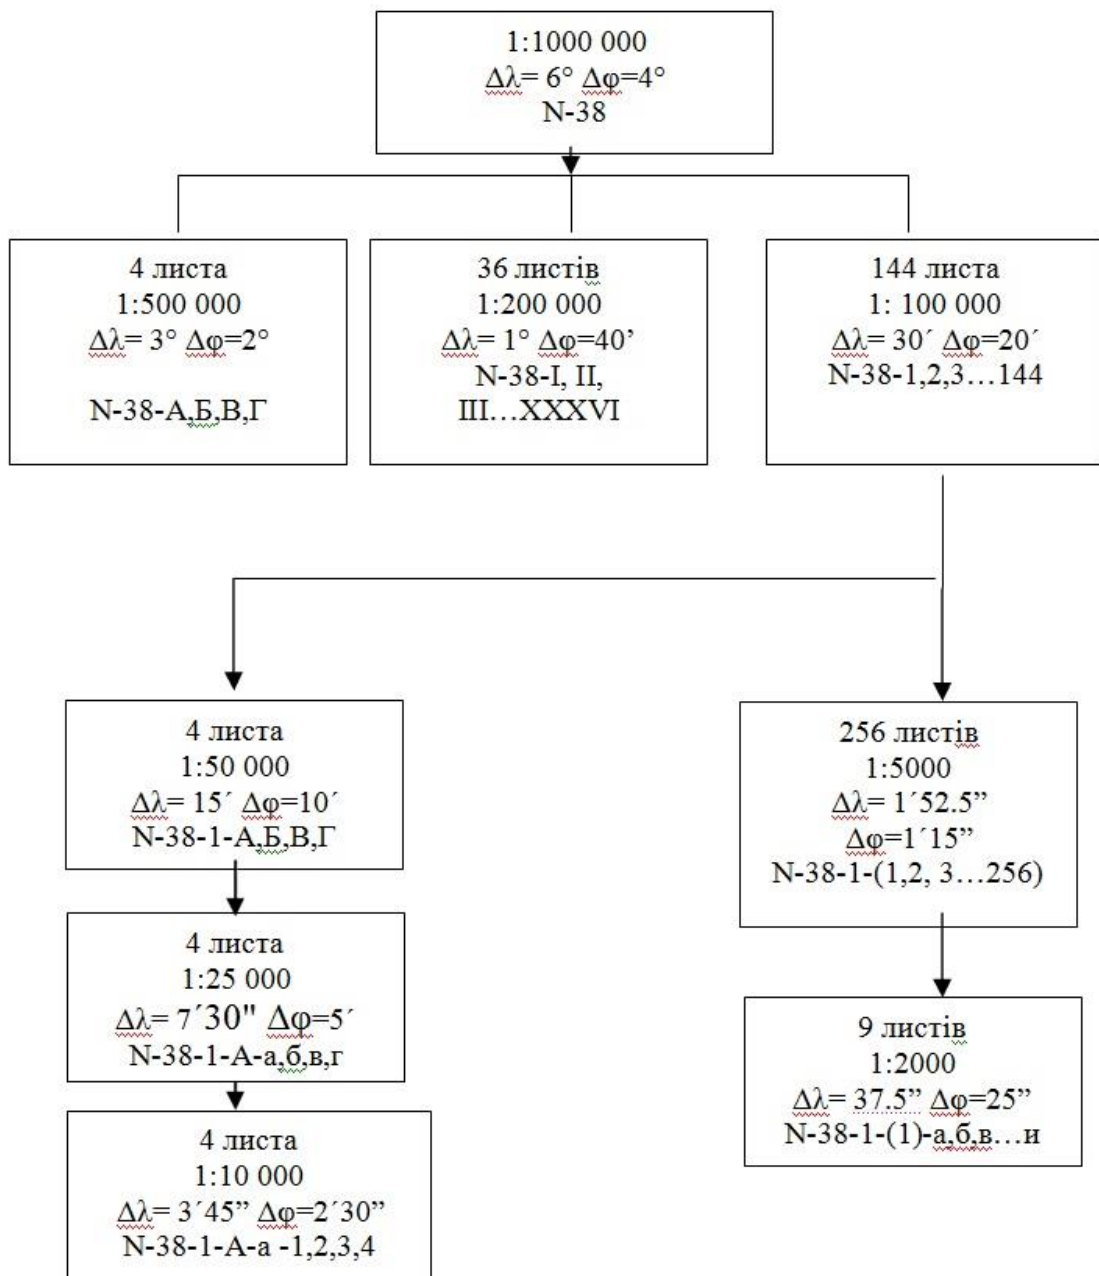 1:1000 000
Δλ= 6° Δφ=4°
N-38
4 листа
1:500 000
Δλ= 3° Δφ=2°
N-38-А,Б,В,Г
36 листів
1:200 000
Δλ= 1° Δφ=40’
N-38-I, II,
III…XXXVI
144 листа
1: 100 000
Δλ= 30´ Δφ=20´
N-38-1,2,3…144
4 листа
1:50 000
Δλ= 15´ Δφ=10´
N-38-1-А,Б,В,Г
4 листа
1:25 000
Δλ= 7´30" Δφ=5´
N-38-1-А-а,б,в,г
4 листа
1:10 000
Δλ= 3´45” Δφ=2´30”
N-38-1-А-а -1,2,3,4
256 листів
1:5000
Δλ= 1´52.5”
Δφ=1´15”
N-38-1-(1,2, 3…256)
9 листів
1:2000
Δλ= 37.5” Δφ=25”
N-38-1-(1)-а,б,в…и